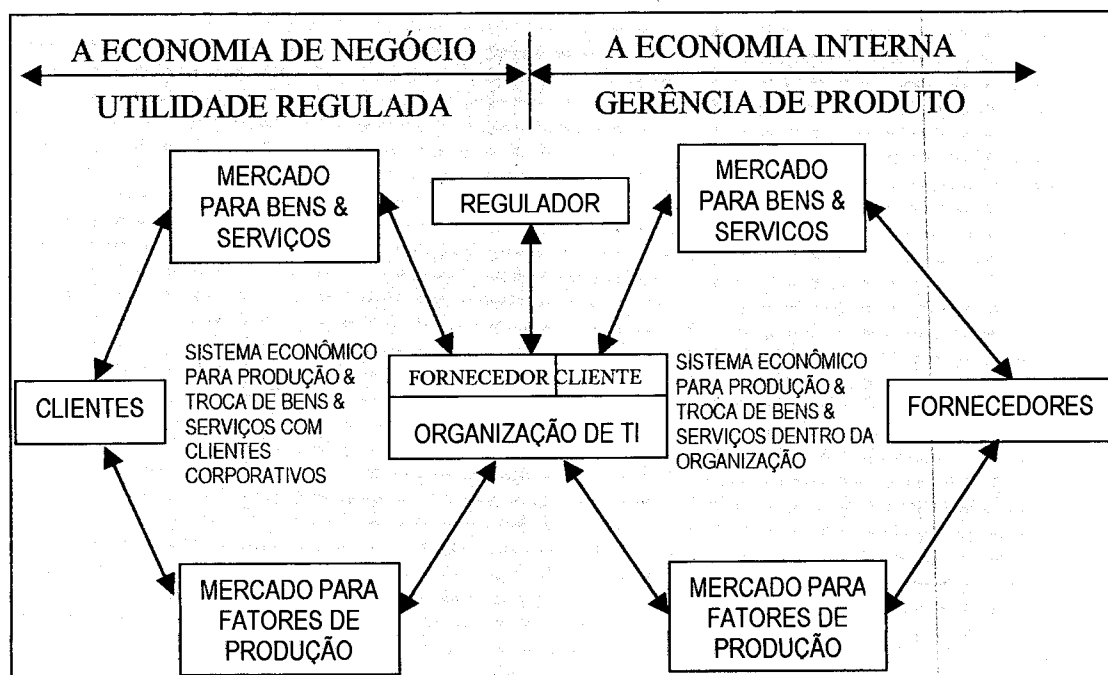 A ECONOMIA DE NEGÓCIO
A ECONOMIA INTERNA
UTILIDADE REGULADA
GERÊNCIA DE PRODUTO
MERCADO
PARA BENS &
SERVIÇOS
REGULADOR
MERCADO
PARA BENS &
SERVICOS
CLIENTES
SISTEMA ECONÔMICO
PARA PRODUÇÃO &
TROCA DE BENS &
SERVIÇOS COM
CLIENTES
CORPORATIVOS
FORNECEDOR CLIENTE
ORGANIZAÇÃO DE TI
SISTEMA ECONÔMICO
PARA PRODUÇÃO &
TROCA DE BENS &
SERVIÇOS DENTRO DA
ORGANIZAÇÃO
FORNECEDORES
MERCADO PARA
FATORES DE
PRODUÇÃO
MERCADO PARA
FATORES DE
PRODUÇÃO